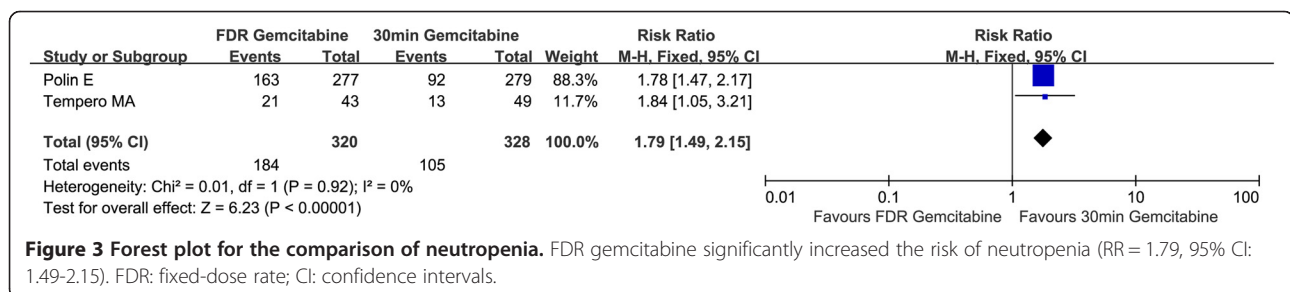 FDR Gemcitabine 30min Gemcitabine Risk Ratio Risk Ratio
Study or Subgroup Events Total Events Total Weight M-H, Fixed, 95% CI M-H, Fixed, 95% CI
Polin E 163 277 92 279 88.3% 1.78 [1.47, 2.17]
Tempero MA 21 43 13 49 11.7% 1.84 [1.05, 3.21]
Total (95% CI) 320 328 100.0% 1.79 [1.49, 2.15]
Total events 184 105
Heterogeneity: Chi² = 0.01, df = 1 (P = 0.92); I² = 0%
Test for overall effect: Z = 6.23 (P < 0.00001)
0.01 0.1 1 10 100
Favours FDR Gemcitabine Favours 30min Gemcitabine
Figure 3 Forest plot for the comparison of neutropenia. FDR gemcitabine significantly increased the risk of neutropenia (RR = 1.79, 95% CI:
1.49-2.15). FDR: fixed-dose rate; CI: confidence intervals.